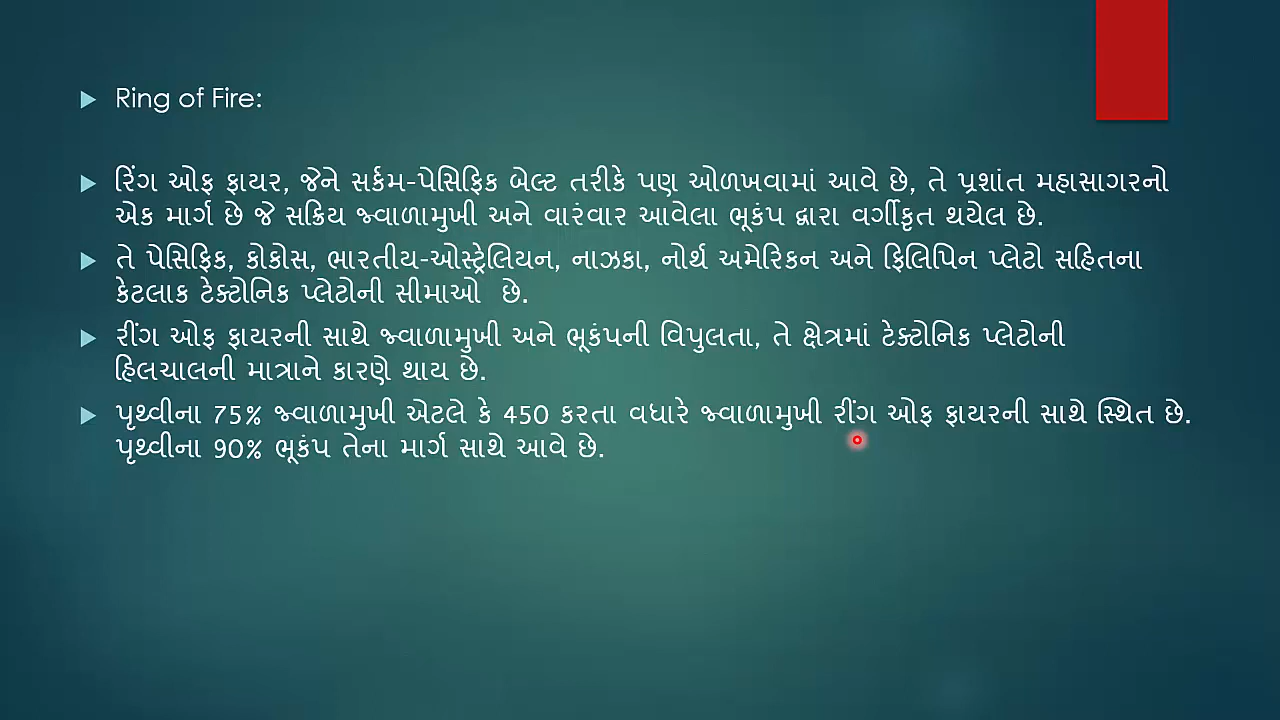 Ring of Fire:
રિંગ ઓફ ફાયર, જેને સર્કમ-પેસિફિક બેલ્ટ તરીકે પણ ઓળખવામાં આવે છે, તે પ્રશાંત મહાસાગરનો
એક માર્ગ છે જે સક્રિય જ્વાળામુખી અને વારંવાર આવેલા ભૂકંપ દ્વારા વર્ગીકૃત થયેલ છે.
તે પેસિફિક, કોકોસ, ભારતીય-ઓસ્ટ્રેલિયન, નાઝકા, નોર્થ અમેરિકન અને ફિલિપિન પ્લેટો સહિતના
કેટલાક ટેક્ટોનિક પ્લેટોની સીમાઓ છે.
રીંગ ઓફ ફાયરની સાથે જ્વાળામુખી અને ભૂકંપની વિપુલતા, તે ક્ષેત્રમાં ટેક્ટોનિક પ્લેટોની
હિલચાલની માત્રાને કારણે થાય છે.
પૃથ્વીના 75% જ્વાળામુખી એટલે કે 450 કરતા વધારે જ્વાળામુખી રીંગ ઓફ ફાયરની સાથે સ્થિત છે.
પૃથ્વીના 90% ભૂકંપ તેના માર્ગ સાથે આવે છે.